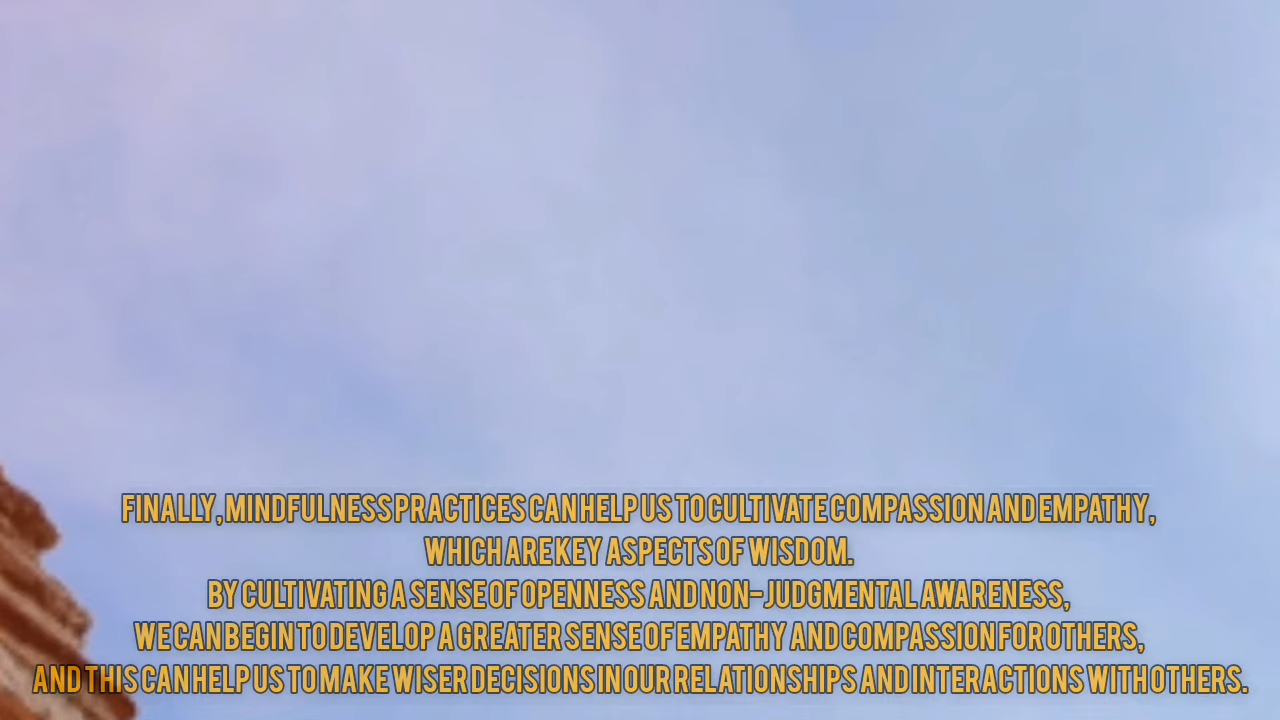 FINALLY, MINDFULNESS PRACTICES CAN HELP US TO CULTIVATE COMPASSION AND EMPATHY,
WHICH ARE KEY ASPECTS OF WISDOM.
BY CULTIVATING A SENSE OF OPENNESS AND NON-JUDGMENTAL AWARENESS,
WE CAN BEGIN TO DEVELOP A GREATER SENSE OF EMPATHY AND COMPASSION FOR OTHERS,
AND THIS CAN HELP US TO MAKE WISER DECISIONS IN OUR RELATIONSHIPS AND INTERACTIONS WITH OTHERS.